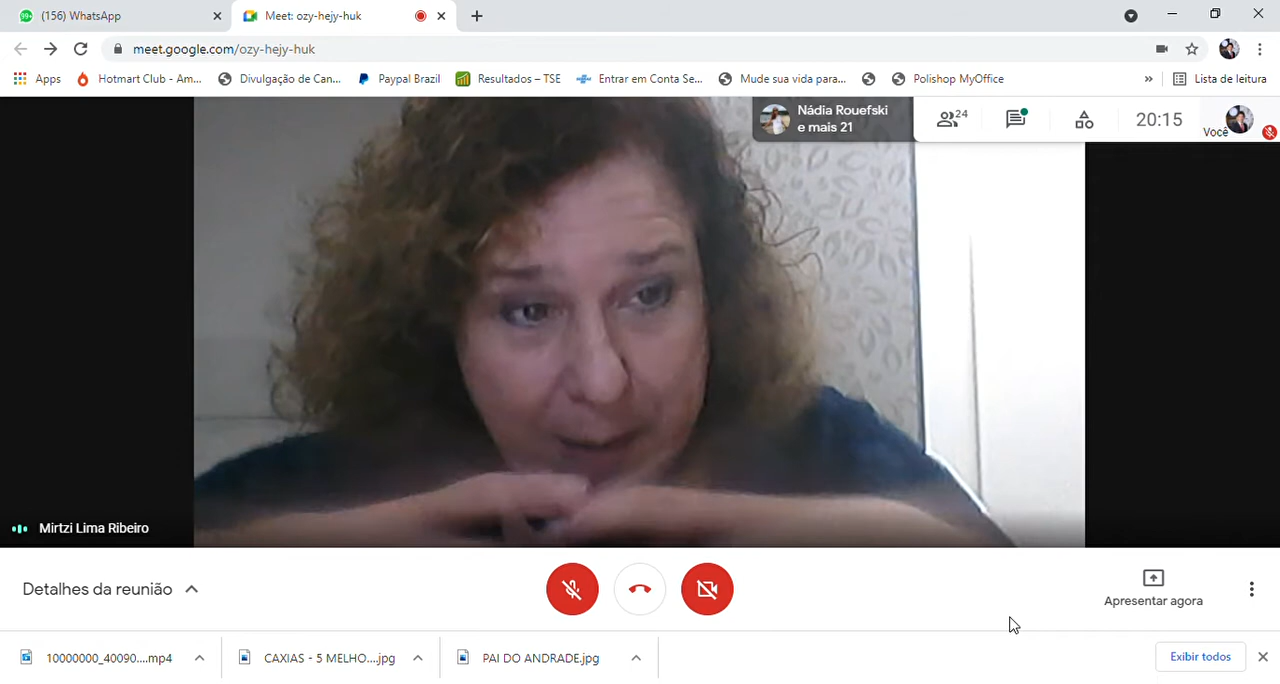 99+ (156) WhatsApp
Meet: ozy-hejy-huk
meet.google.com/ozy-hejy-huk
Apps
Hotmart Club - Am...
Divulgação de Can...
Paypal Brazil
Resultados – TSE
Entrar em Conta Se...
Mude sua vida para...
Polishop MyOffice
»
Lista de leitura
Nádia Rouefski
e mais 21
24
20:15
Você
Mirtzi Lima Ribeiro
Detalhes da reunião
Apresentar agora
10000000_40090....mp4
CAXIAS - 5 MELHO....jpg
PAI DO ANDRADE.jpg
Exibir todos